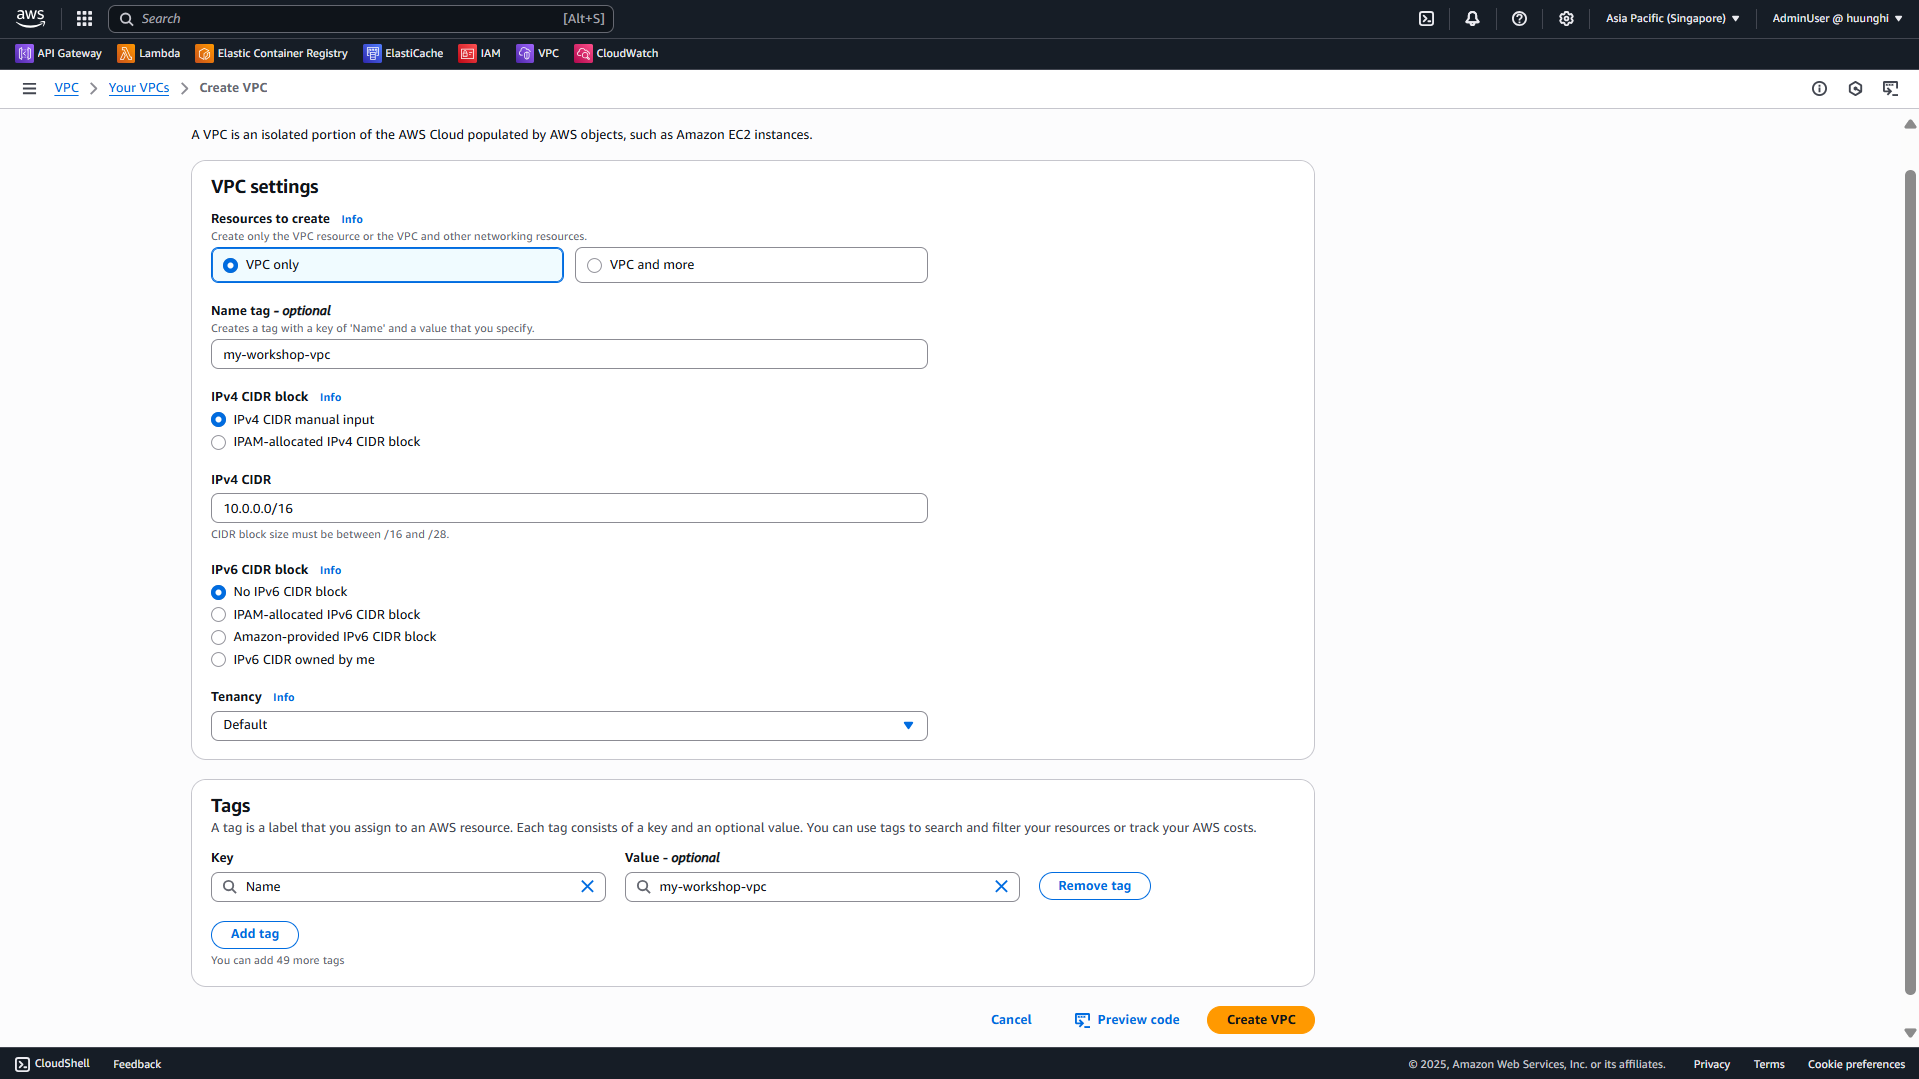 aws
Search [Alt+S]
Asia Pacific (Singapore) AdminUser @ huunghi
API Gateway Lambda Elastic Container Registry ElastiCache IAM VPC CloudWatch
VPC Your VPCs Create VPC
A VPC is an isolated portion of the AWS Cloud populated by AWS objects, such as Amazon EC2 instances.
VPC settings
Resources to create Info
Create only the VPC resource or the VPC and other networking resources.
VPC only VPC and more
Name tag - optional
Creates a tag with a key of 'Name' and a value that you specify.
my-workshop-vpc
IPv4 CIDR block Info
IPv4 CIDR manual input
IPAM-allocated IPv4 CIDR block
IPv4 CIDR
10.0.0.0/16
CIDR block size must be between /16 and /28.
IPv6 CIDR block Info
No IPv6 CIDR block
IPAM-allocated IPv6 CIDR block
Amazon-provided IPv6 CIDR block
IPv6 CIDR owned by me
Tenancy Info
Default
Tags
A tag is a label that you assign to an AWS resource. Each tag consists of a key and an optional value. You can use tags to search and filter your resources or track your AWS costs.
Key Value - optional
Name my-workshop-vpc Remove tag
Add tag
You can add 49 more tags
Cancel Preview code Create VPC
CloudShell Feedback © 2025, Amazon Web Services, Inc. or its affiliates. Privacy Terms Cookie preferences